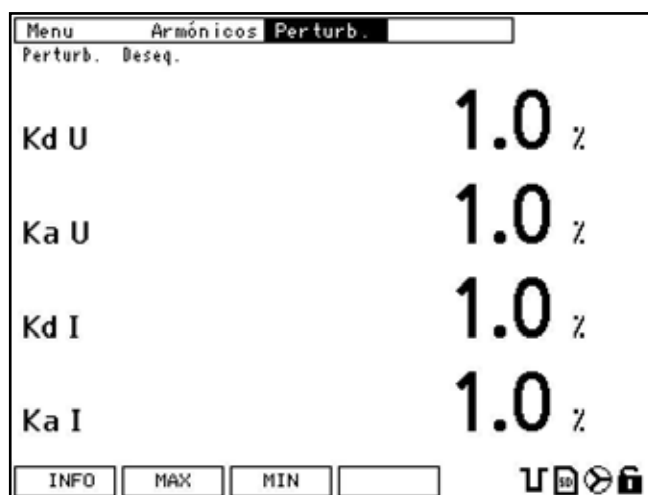 Menu Armónicos Perturb.
Perturb. Deseq.
Kd U 1.0 %
Ka U 1.0 %
Kd I 1.0 %
Ka I 1.0 %
INFO MAX MIN SD